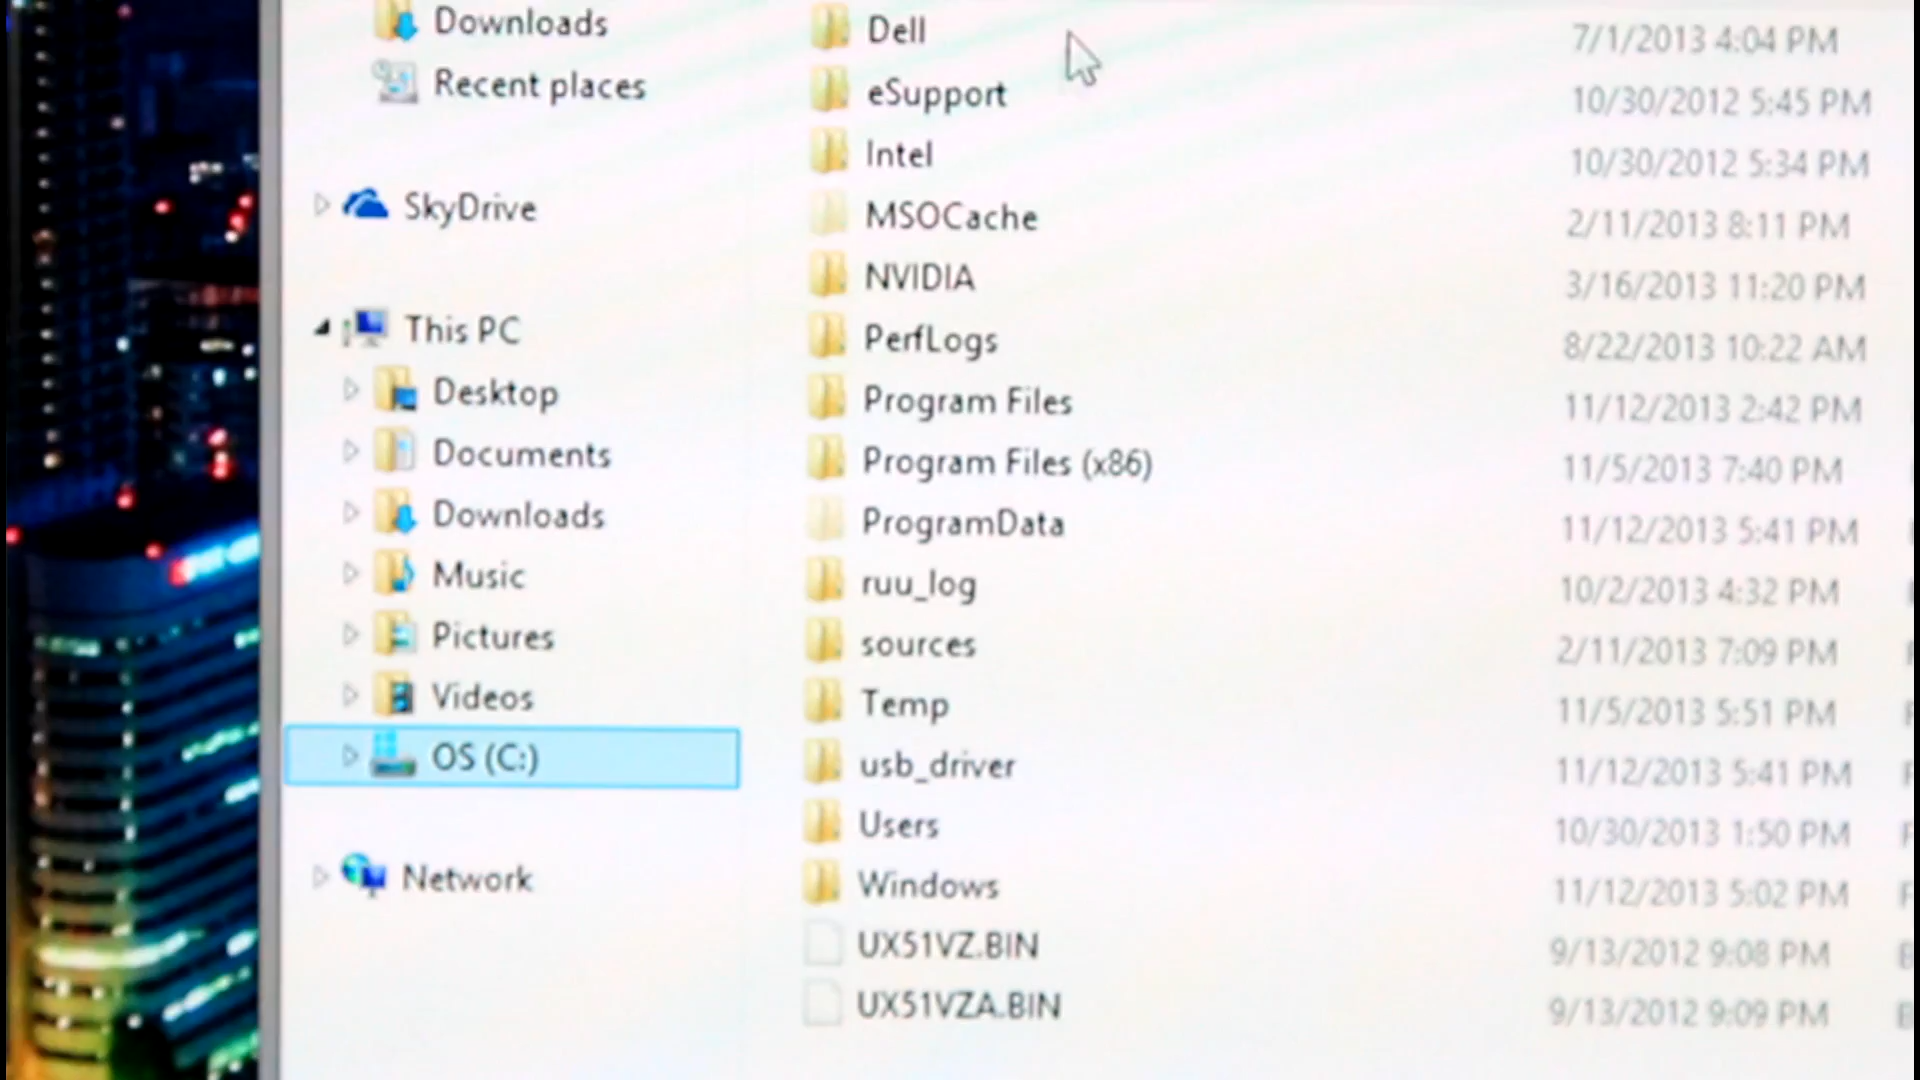 Downloads
Recent places
SkyDrive
This PC
Desktop
Documents
Downloads
Music
Pictures
Videos
OS (C:)
Network
Dell 7/1/2013 4:04 PM
eSupport 10/30/2012 5:45 PM
Intel 10/30/2012 5:34 PM
MSOCache 2/11/2013 8:11 PM
NVIDIA 3/16/2013 11:20 PM
PerfLogs 8/22/2013 10:22 AM
Program Files 11/12/2013 2:42 PM
Program Files (x86) 11/5/2013 7:40 PM
ProgramData 11/12/2013 5:41 PM
ruu_log 10/2/2013 4:32 PM
sources 2/11/2013 7:09 PM
Temp 11/5/2013 5:51 PM
usb_driver 11/12/2013 5:41 PM
Users 10/30/2013 1:50 PM
Windows 11/12/2013 5:02 PM
UX51VZ.BIN 9/13/2012 9:08 PM
UX51VZA.BIN 9/13/2012 9:09 PM